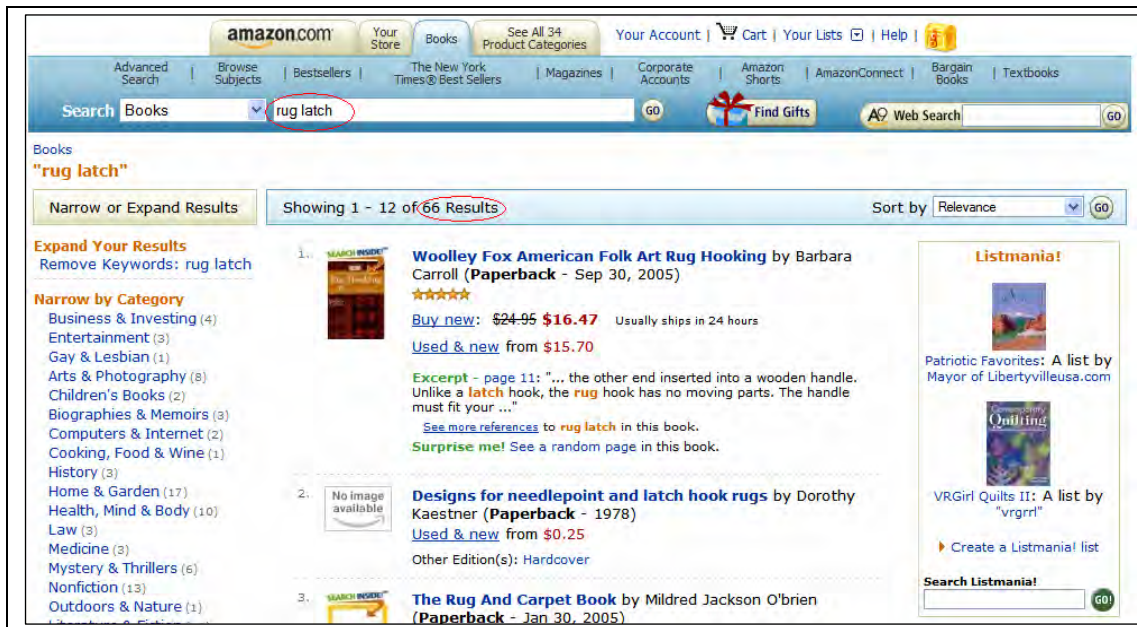 amazon.com
Your Store
Books
See All 34 Product Categories
Your Account | Cart | Your Lists | Help |
Advanced Search | Browse Subjects | Bestsellers | The New York Times® Best Sellers | Magazines | Corporate Accounts | Amazon Shorts | AmazonConnect | Bargain Books | Textbooks
Search Books rug latch GO Find Gifts A9 Web Search GO
Books
"rug latch"
Narrow or Expand Results
Showing 1 - 12 of 66 Results
Sort by Relevance GO
Expand Your Results
Remove Keywords: rug latch
Narrow by Category
Business & Investing (4)
Entertainment (3)
Gay & Lesbian (1)
Arts & Photography (8)
Children's Books (2)
Biographies & Memoirs (3)
Computers & Internet (2)
Cooking, Food & Wine (1)
History (3)
Home & Garden (17)
Health, Mind & Body (10)
Law (3)
Medicine (3)
Mystery & Thrillers (6)
Nonfiction (13)
Outdoors & Nature (1)
1.
SEARCH INSIDE!™
Rug Hooking
Woolley Fox American Folk Art Rug Hooking by Barbara
Carroll (Paperback - Sep 30, 2005)
Buy new: $24.95 $16.47 Usually ships in 24 hours
Used & new from $15.70
Excerpt - page 11: "... the other end inserted into a wooden handle.
Unlike a latch hook, the rug hook has no moving parts. The handle
must fit your ..."
See more references to rug latch in this book.
Surprise me! See a random page in this book.
2.
No image
available
Designs for needlepoint and latch hook rugs by Dorothy
Kaestner (Paperback - 1978)
Used & new from $0.25
Other Edition(s): Hardcover
3.
SEARCH INSIDE!™
The Rug And Carpet Book by Mildred Jackson O'brien
(Paperback - Jan 30, 2005)
Listmania!
Patriotic Favorites: A list by
Mayor of Libertyvilleusa.com
Contemporary
Quilting
VRGirl Quilts II: A list by
"vrgrrl"
Create a Listmania! list
Search Listmania!
GO!